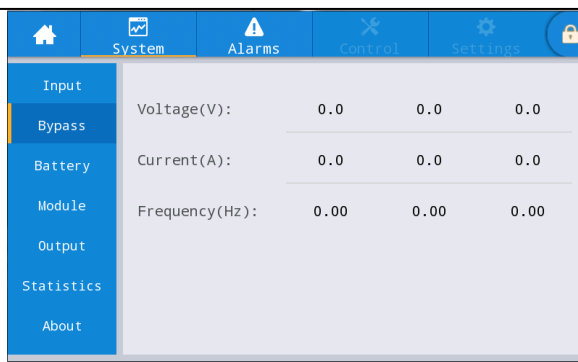 System Alarms Control Settings
Input
Bypass
Battery
Module
Output
Statistics
About
Voltage(V): 0.0 0.0 0.0
Current(A): 0.0 0.0 0.0
Frequency(Hz): 0.00 0.00 0.00